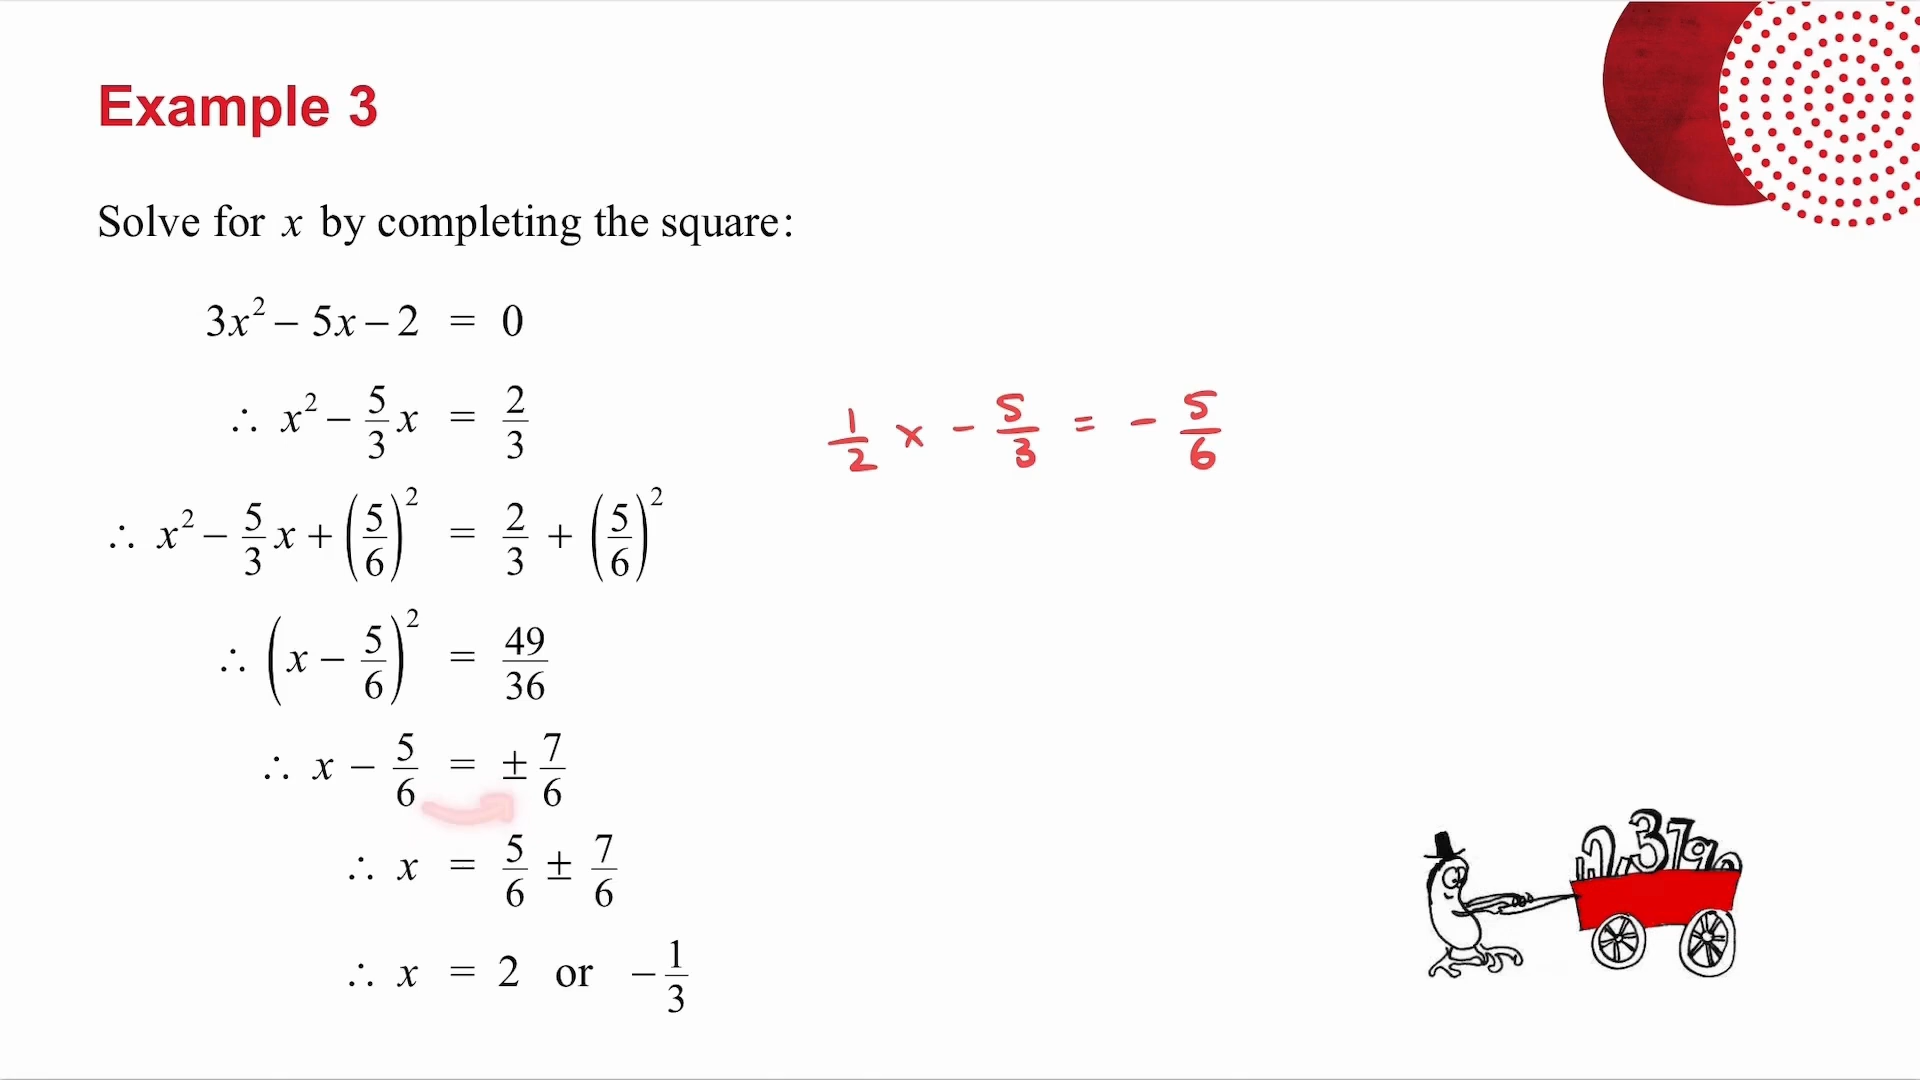 Example 3
Solve for x by completing the square:
3x² − 5x − 2 = 0
∴ x² − 5/3 x = 2/3
1/2 × − 5/3 = − 5/6
∴ x² − 5/3 x + (5/6)² = 2/3 + (5/6)²
∴ (x − 5/6)² = 49/36
∴ x − 5/6 = ± 7/6
∴ x = 5/6 ± 7/6
∴ x = 2 or − 1/3